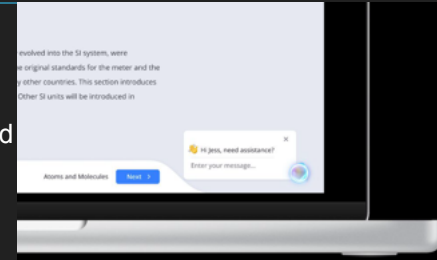 evolved into the SI system, were
e original standards for the meter and the
y other countries. This section introduces
Other SI units will be introduced in
d
👋 Hi Jess, need assistance?
Enter your message...
Atoms and Molecules
Next >